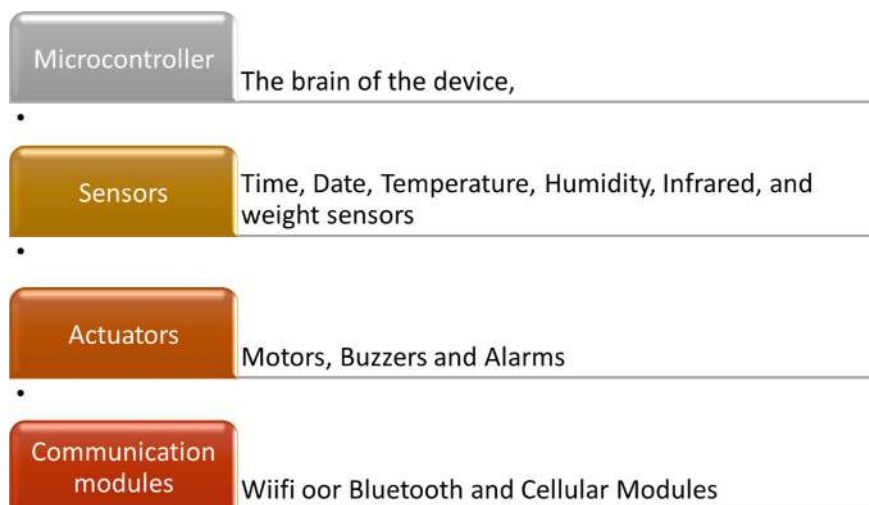 Microcontroller
The brain of the device,
•
Sensors
Time, Date, Temperature, Humidity, Infrared, and
weight sensors
•
Actuators
Motors, Buzzers and Alarms
•
Communication
modules
Wiifi oor Bluetooth and Cellular Modules